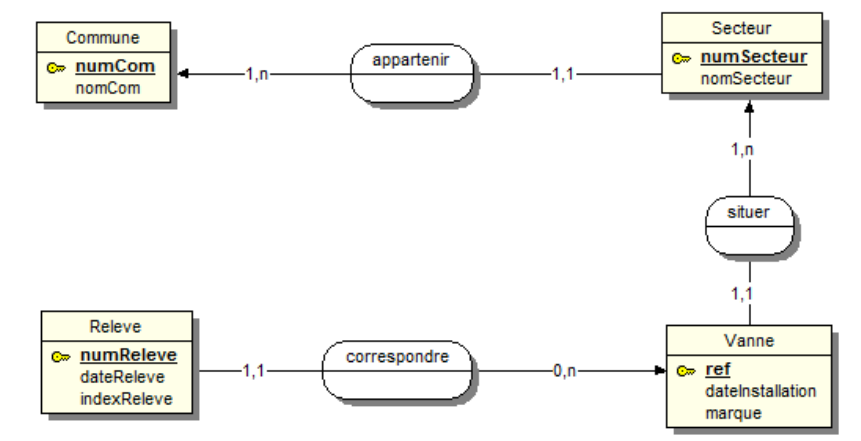 Commune
numCom
nomCom
1,n
appartenir
1,1
Secteur
numSecteur
nomSecteur
1,n
situer
1,1
Releve
numReleve
dateReleve
indexReleve
1,1
correspondre
0,n
Vanne
ref
dateInstallation
marque